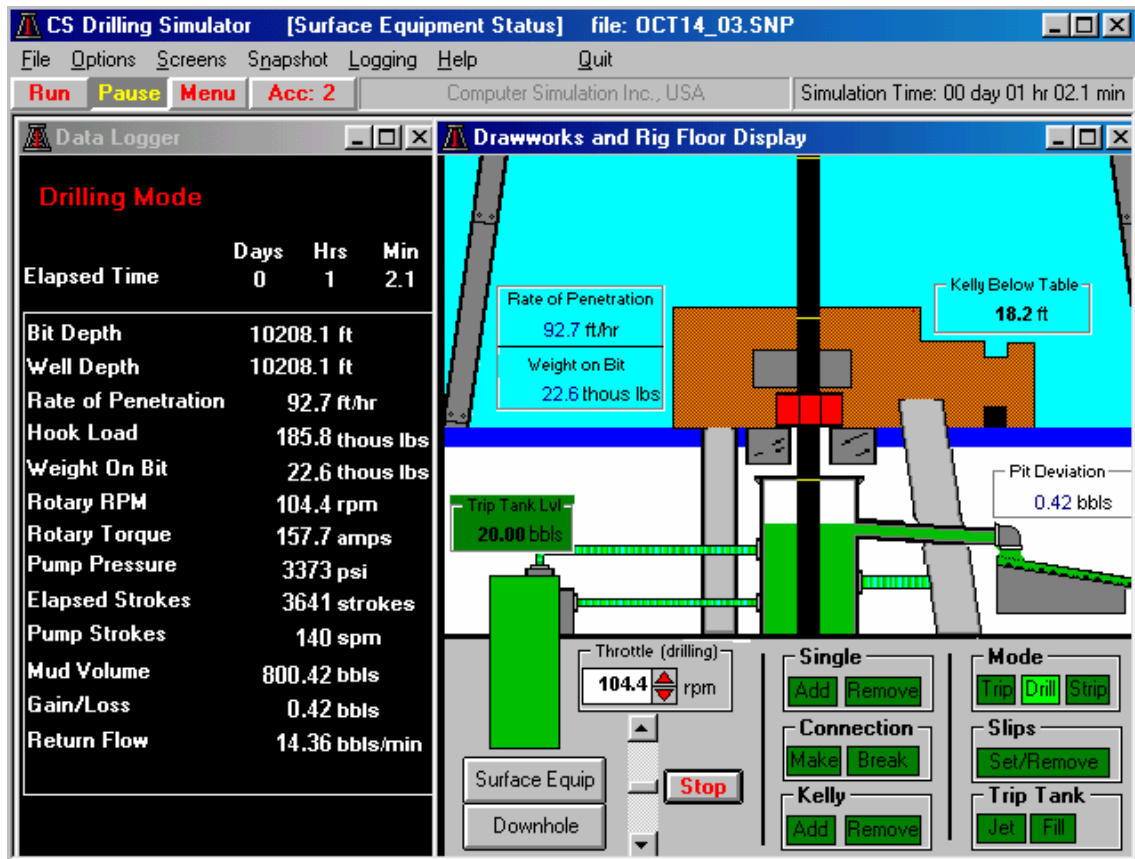 CS Drilling Simulator [Surface Equipment Status] file: OCT14_03.SNP
File Options Screens Snapshot Logging Help Quit
Run Pause Menu Acc: 2 Computer Simulation Inc., USA Simulation Time: 00 day 01 hr 02.1 min
Data Logger
Drilling Mode
Days Hrs Min
Elapsed Time 0 1 2.1
Bit Depth 10208.1 ft
Well Depth 10208.1 ft
Rate of Penetration 92.7 ft/hr
Hook Load 185.8 thous lbs
Weight On Bit 22.6 thous lbs
Rotary RPM 104.4 rpm
Rotary Torque 157.7 amps
Pump Pressure 3373 psi
Elapsed Strokes 3641 strokes
Pump Strokes 140 spm
Mud Volume 800.42 bbls
Gain/Loss 0.42 bbls
Return Flow 14.36 bbls/min
Drawworks and Rig Floor Display
Rate of Penetration
92.7 ft/hr
Weight on Bit
22.6 thous lbs
Kelly Below Table
18.2 ft
Pit Deviation
0.42 bbls
Trip Tank Lvl
20.00 bbls
Throttle (drilling)
104.4 rpm
Surface Equip
Downhole
Stop
Single
Add Remove
Connection
Make Break
Kelly
Add Remove
Mode
Trip Drill Strip
Slips
Set/Remove
Trip Tank
Jet Fill